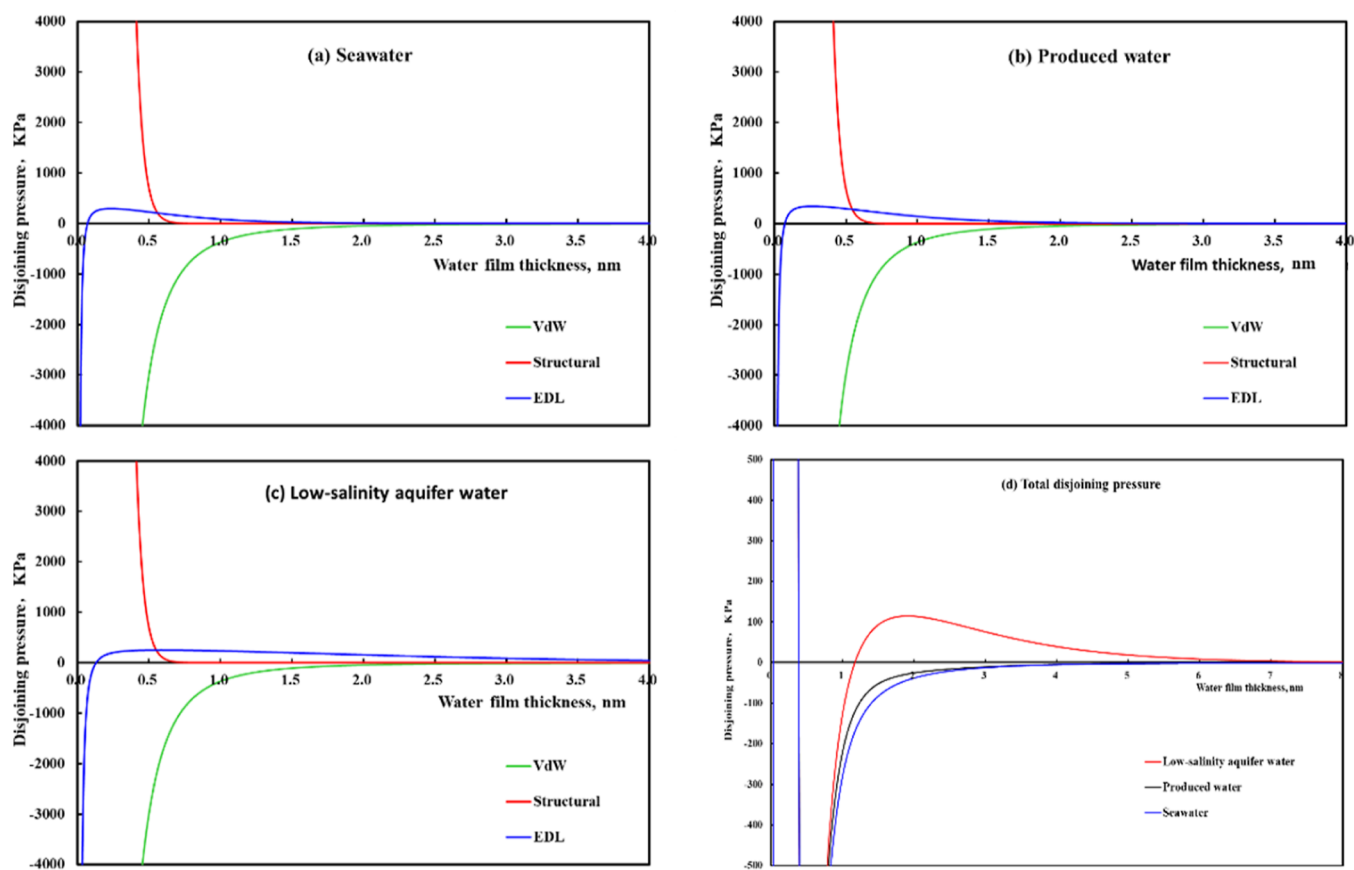 (a) Seawater
Disjoining pressure， KPa
4000
3000
2000
1000
0
-1000
-2000
-3000
-4000
0.0 0.5 1.0 1.5 2.0 2.5 3.0 3.5 4.0
Water film thickness, nm
VdW
Structural
EDL
(b) Produced water
Disjoining pressure， KPa
4000
3000
2000
1000
0
-1000
-2000
-3000
-4000
0.0 0.5 1.0 1.5 2.0 2.5 3.0 3.5 4.0
Water film thickness, nm
VdW
Structural
EDL
(c) Low-salinity aquifer water
Disjoining pressure， KPa
4000
3000
2000
1000
0
-1000
-2000
-3000
-4000
0.0 0.5 1.0 1.5 2.0 2.5 3.0 3.5 4.0
Water film thickness, nm
VdW
Structural
EDL
(d) Total disjoining pressure
Disjoining pressure， KPa
500
400
300
200
100
0
-100
-200
-300
-400
-500
0 1 2 3 4 5 6 7 8
Water film thickness, nm
Low-salinity aquifer water
Produced water
Seawater